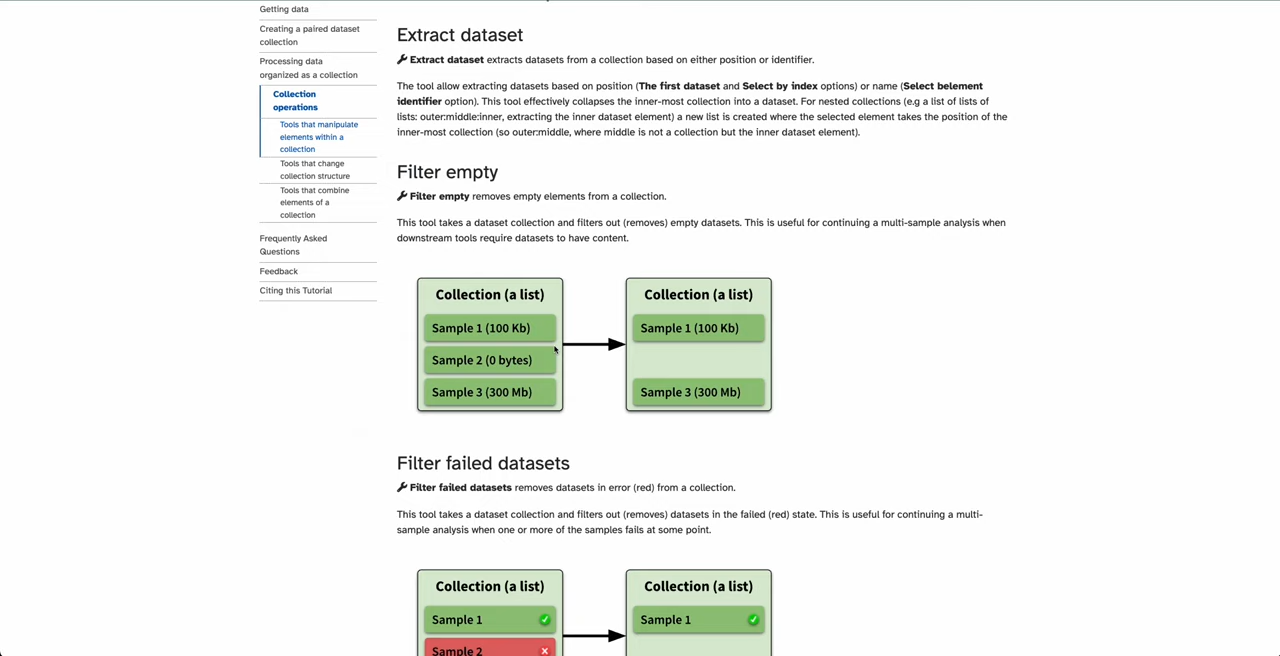 Getting data
Creating a paired dataset
collection
Processing data
organized as a collection
Collection
operations
Tools that manipulate
elements within a
collection
Tools that change
collection structure
Tools that combine
elements of a
collection
Frequently Asked
Questions
Feedback
Citing this Tutorial
Extract dataset
Extract dataset extracts datasets from a collection based on either position or identifier.
The tool allow extracting datasets based on position (The first dataset and Select by index options) or name (Select belement
identifier option). This tool effectively collapses the inner-most collection into a dataset. For nested collections (e.g a list of lists of
lists: outer:middle:inner, extracting the inner dataset element) a new list is created where the selected element takes the position of the
inner-most collection (so outer:middle, where middle is not a collection but the inner dataset element).
Filter empty
Filter empty removes empty elements from a collection.
This tool takes a dataset collection and filters out (removes) empty datasets. This is useful for continuing a multi-sample analysis when
downstream tools require datasets to have content.
Collection (a list)
Sample 1 (100 Kb)
Sample 2 (0 bytes)
Sample 3 (300 Mb)
Collection (a list)
Sample 1 (100 Kb)
Sample 3 (300 Mb)
Filter failed datasets
Filter failed datasets removes datasets in error (red) from a collection.
This tool takes a dataset collection and filters out (removes) datasets in the failed (red) state. This is useful for continuing a multi-
sample analysis when one or more of the samples fails at some point.
Collection (a list)
Sample 1
Sample 2
Collection (a list)
Sample 1